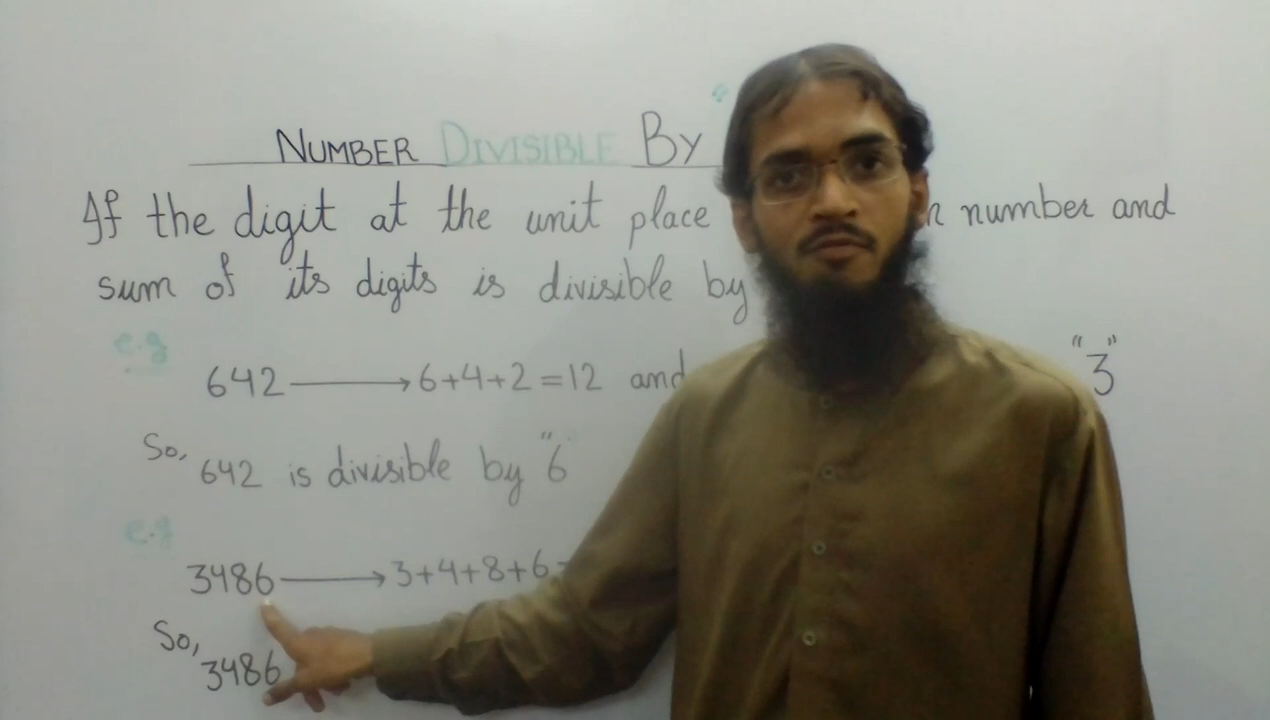 NUMBER DIVISIBLE BY
If the digit at the unit place n number and
sum of its digits is divisible by
e.g
642 → 6+4+2=12 and "3"
So, 642 is divisible by "6
e.g
3486 → 3+4+8+6
So, 3486